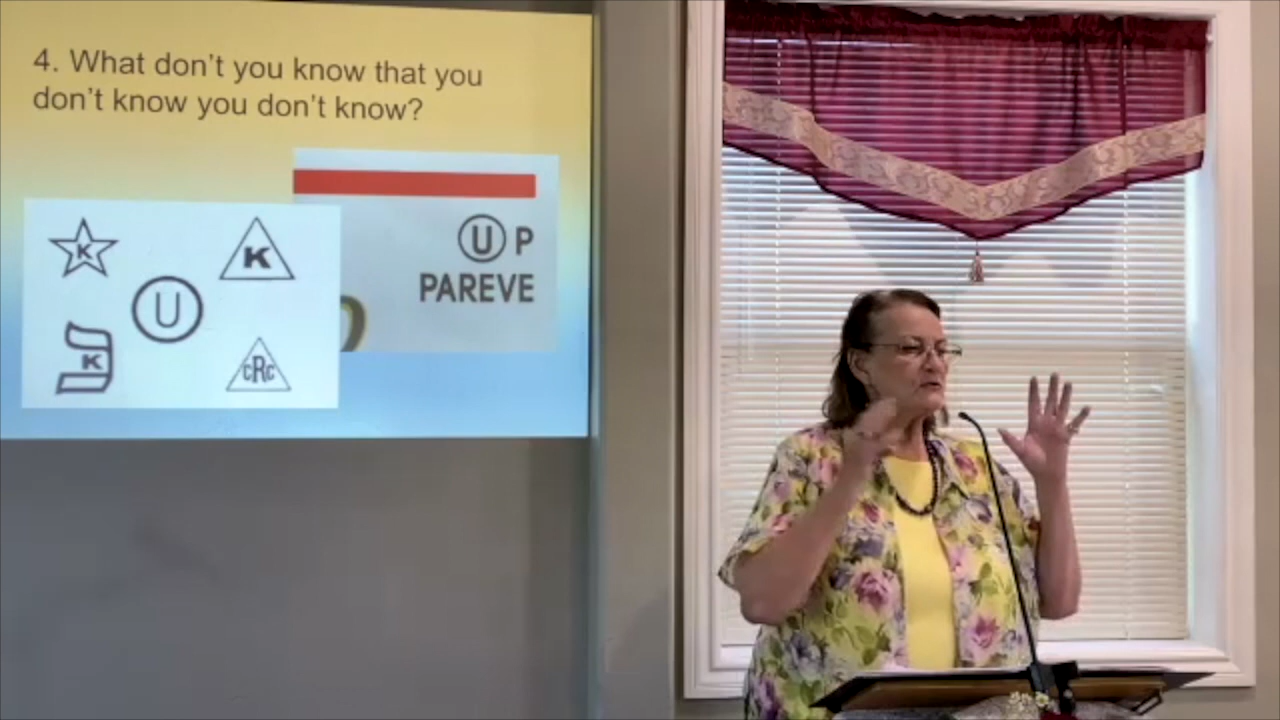 4. What don't you know that you
don't know you don't know?
U P
PAREVE
K
K
U
K
cRc